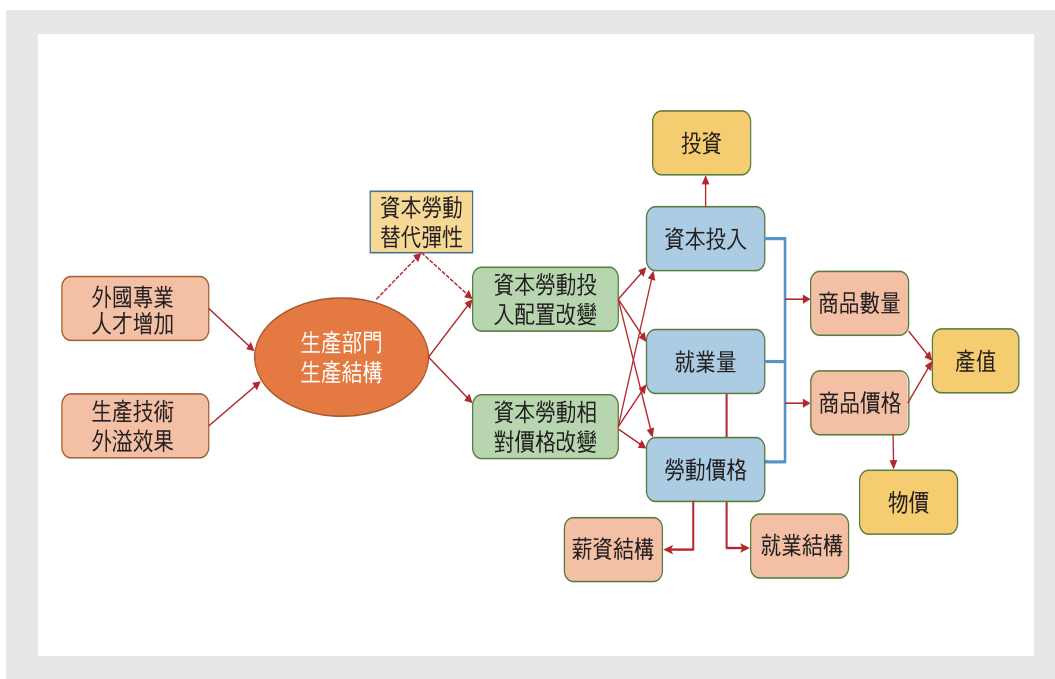 外國專業
人才增加
生產技術
外溢效果
生產部門
生產結構
資本勞動
替代彈性
資本勞動投
入配置改變
資本勞動相
對價格改變
投資
資本投入
就業量
勞動價格
薪資結構
就業結構
商品數量
商品價格
產值
物價